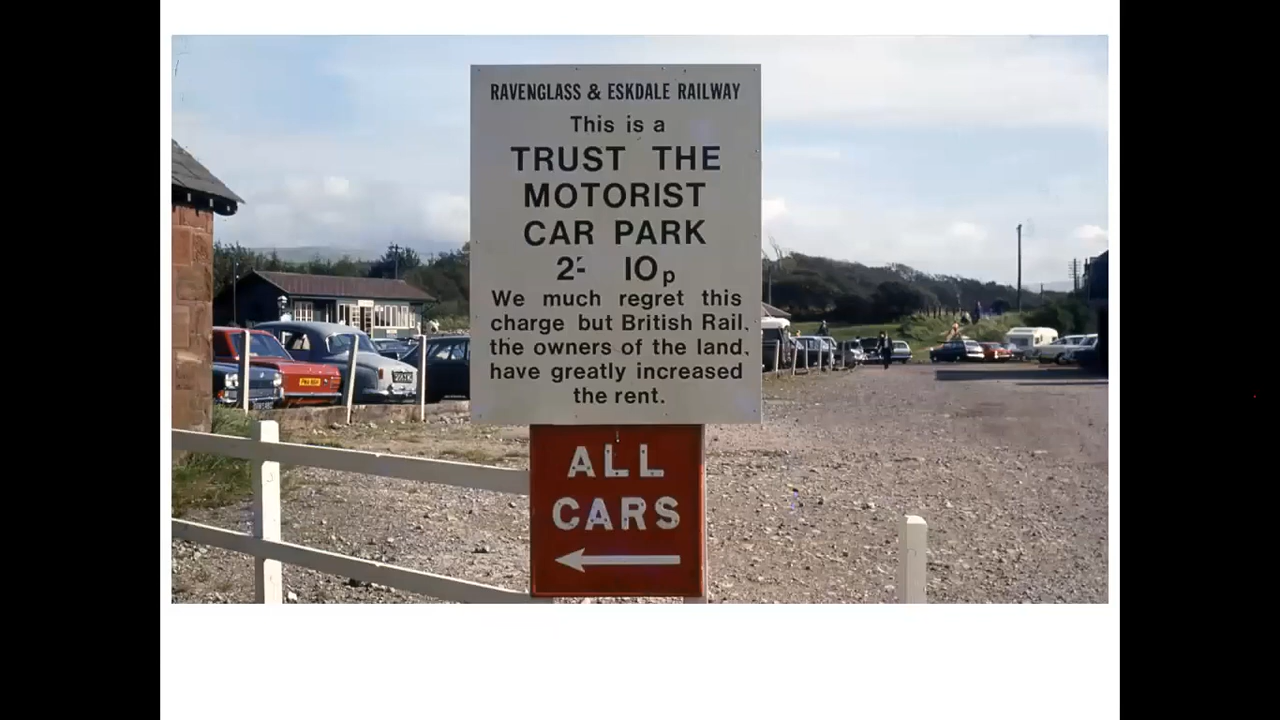 RAVENGLASS & ESKDALE RAILWAY
This is a
TRUST THE
MOTORIST
CAR PARK
2'- 10p
We much regret this
charge but British Rail,
the owners of the land,
have greatly increased
the rent.
ALL
CARS